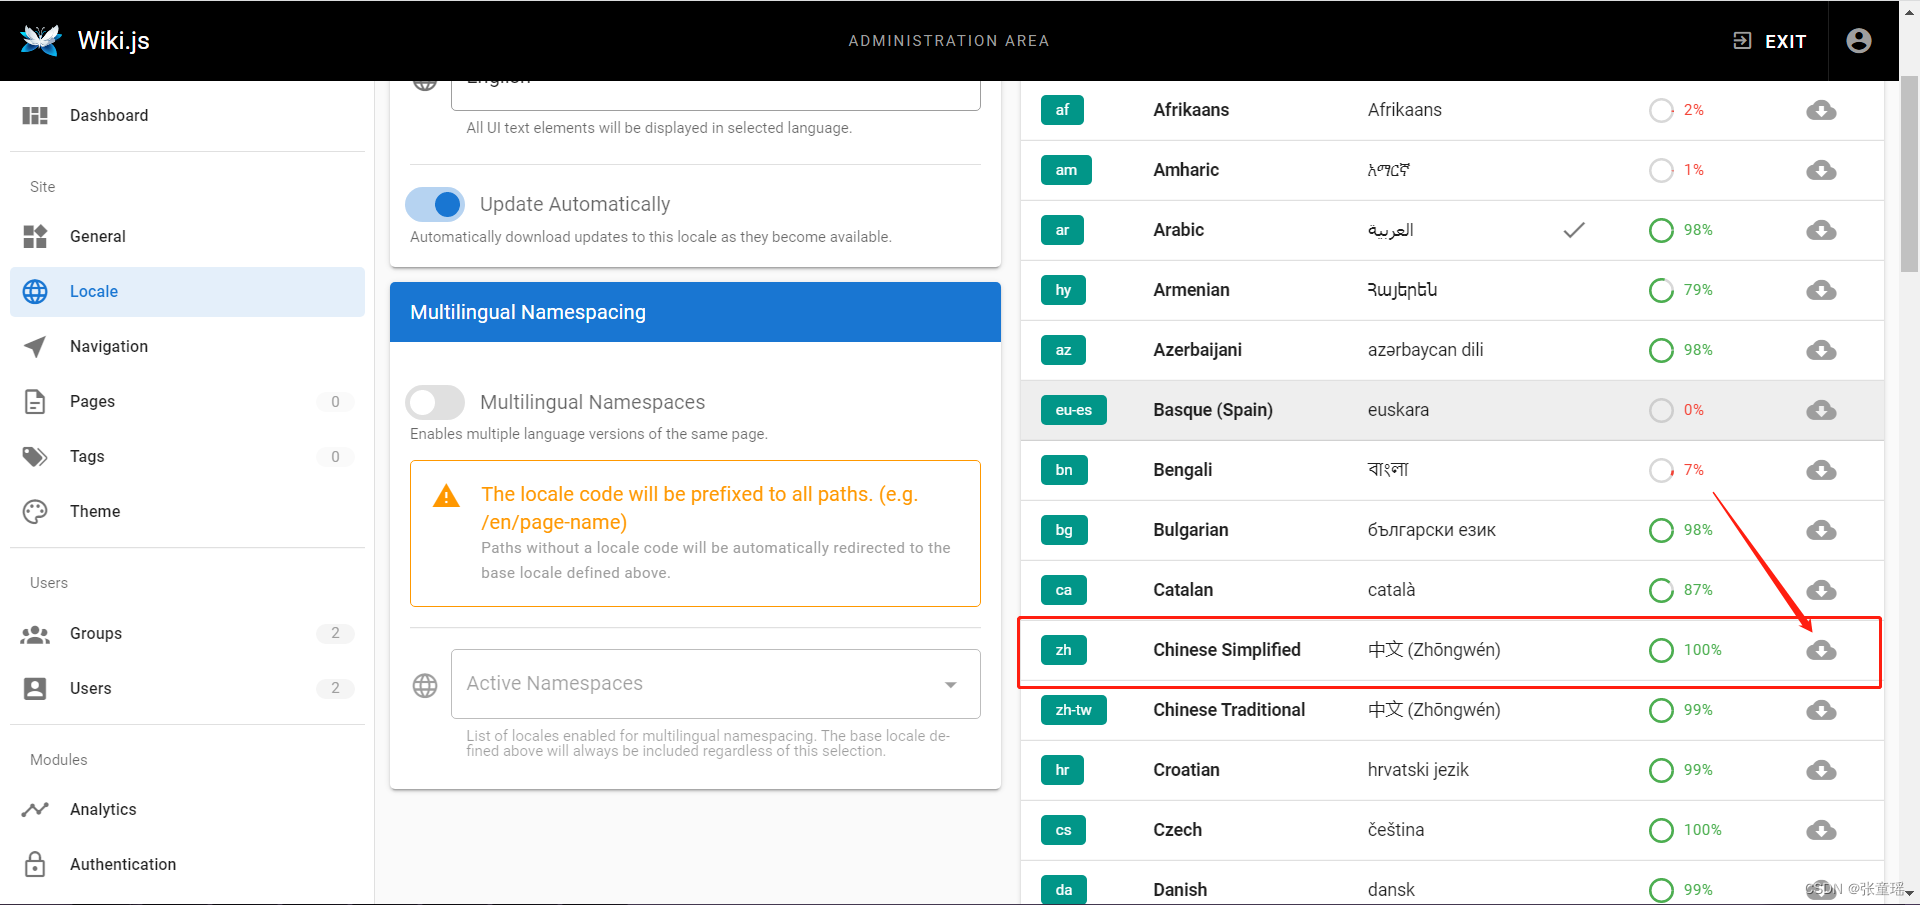 Wiki.js
ADMINISTRATION AREA
EXIT
Dashboard
Site
General
Locale
Navigation
Pages 0
Tags 0
Theme
Users
Groups 2
Users 2
Modules
Analytics
Authentication
English
All UI text elements will be displayed in selected language.
Update Automatically
Automatically download updates to this locale as they become available.
Multilingual Namespacing
Multilingual Namespaces
Enables multiple language versions of the same page.
The locale code will be prefixed to all paths. (e.g.
/en/page-name)
Paths without a locale code will be automatically redirected to the
base locale defined above.
Active Namespaces
List of locales enabled for multilingual namespacing. The base locale de-
fined above will always be included regardless of this selection.
af Afrikaans Afrikaans 2%
am Amharic አማርኛ 1%
ar Arabic العربية 98%
hy Armenian Հայերեն 79%
az Azerbaijani azərbaycan dili 98%
eu-es Basque (Spain) euskara 0%
bn Bengali বাংলা 7%
bg Bulgarian български език 98%
ca Catalan català 87%
zh Chinese Simplified 中文 (Zhōngwén) 100%
zh-tw Chinese Traditional 中文 (Zhōngwén) 99%
hr Croatian hrvatski jezik 99%
cs Czech čeština 100%
da Danish dansk 99%
CSDN @张童瑶